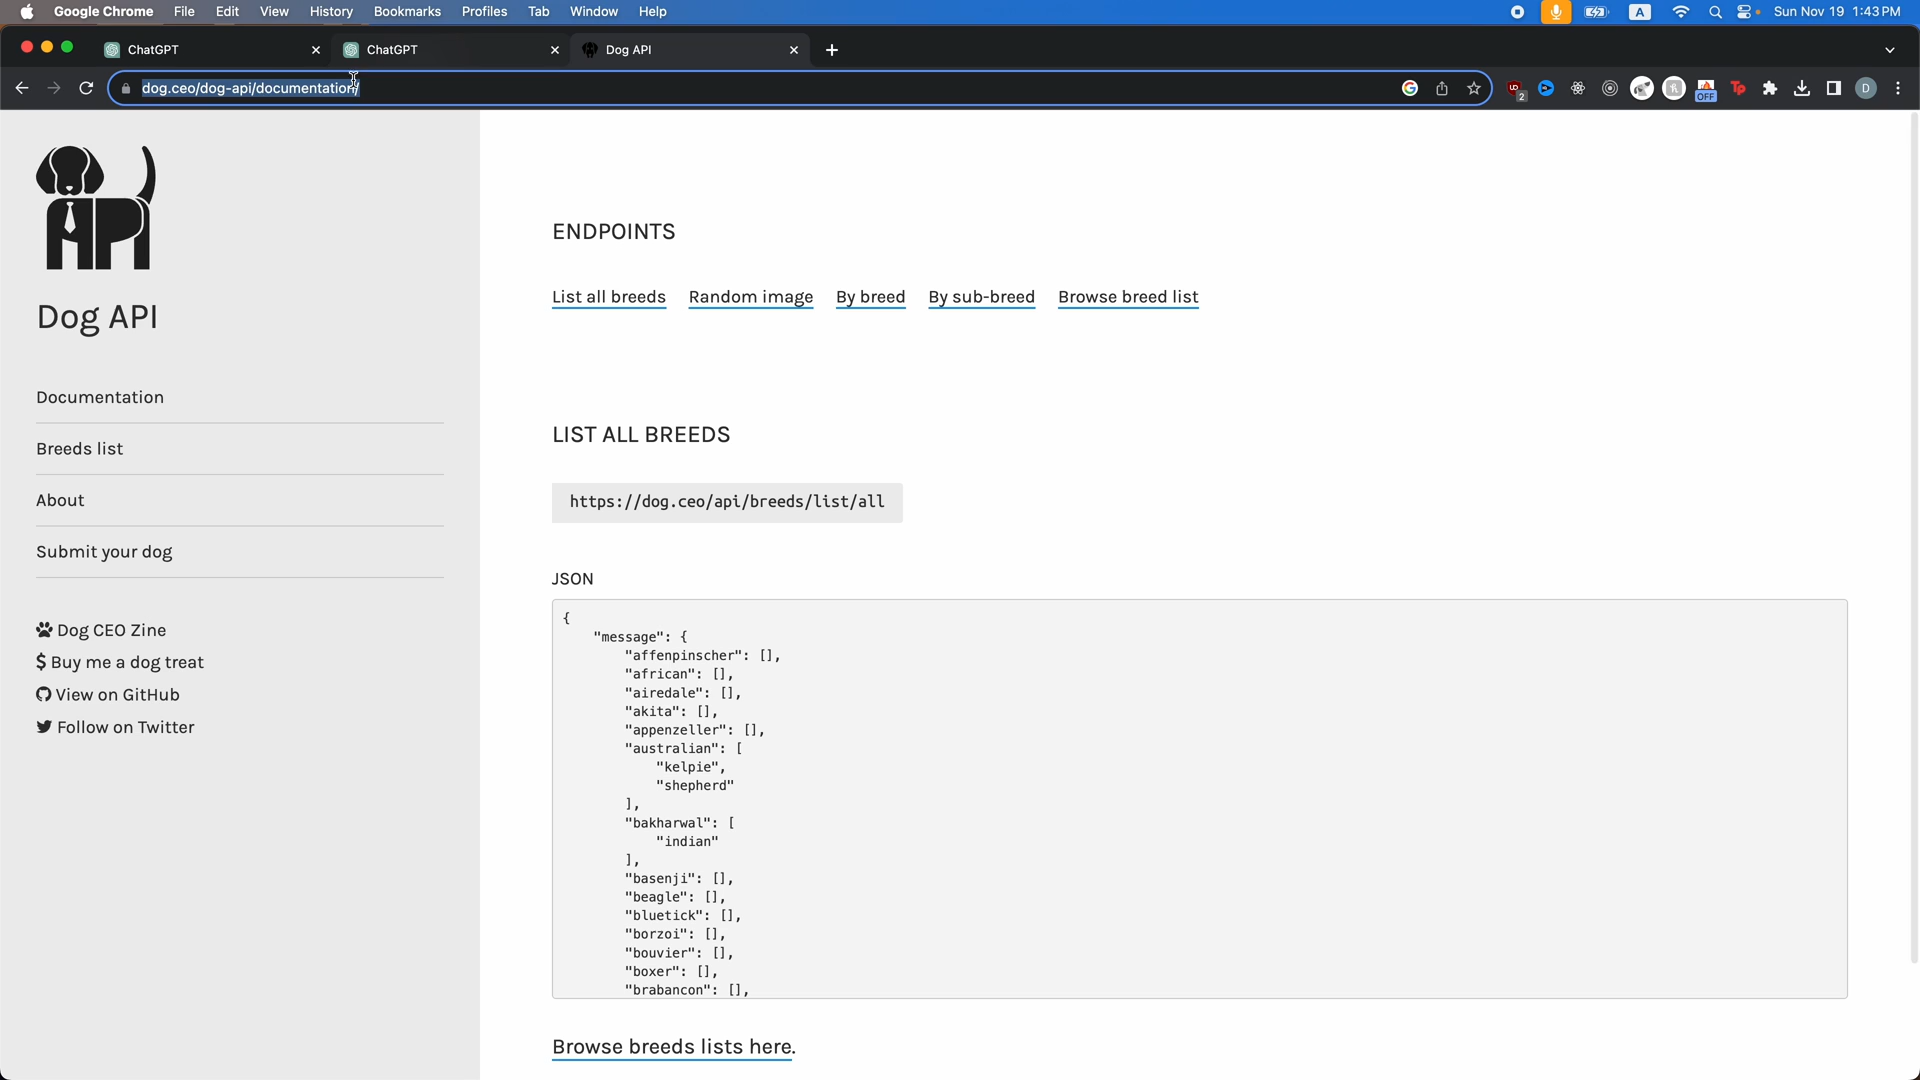 Google Chrome File Edit View History Bookmarks Profiles Tab Window Help A Sun Nov 19 1:43 PM
ChatGPT ChatGPT Dog API
dog.ceo/dog-api/documentation/
2 OFF Tp D
API
Dog API
Documentation
Breeds list
About
Submit your dog
Dog CEO Zine
$ Buy me a dog treat
View on GitHub
Follow on Twitter
ENDPOINTS
List all breeds Random image By breed By sub-breed Browse breed list
LIST ALL BREEDS
https://dog.ceo/api/breeds/list/all
JSON
{
"message": {
"affenpinscher": [],
"african": [],
"airedale": [],
"akita": [],
"appenzeller": [],
"australian": [
"kelpie",
"shepherd"
],
"bakharwal": [
"indian"
],
"basenji": [],
"beagle": [],
"bluetick": [],
"borzoi": [],
"bouvier": [],
"boxer": [],
"brabancon": [],
Browse breeds lists here.